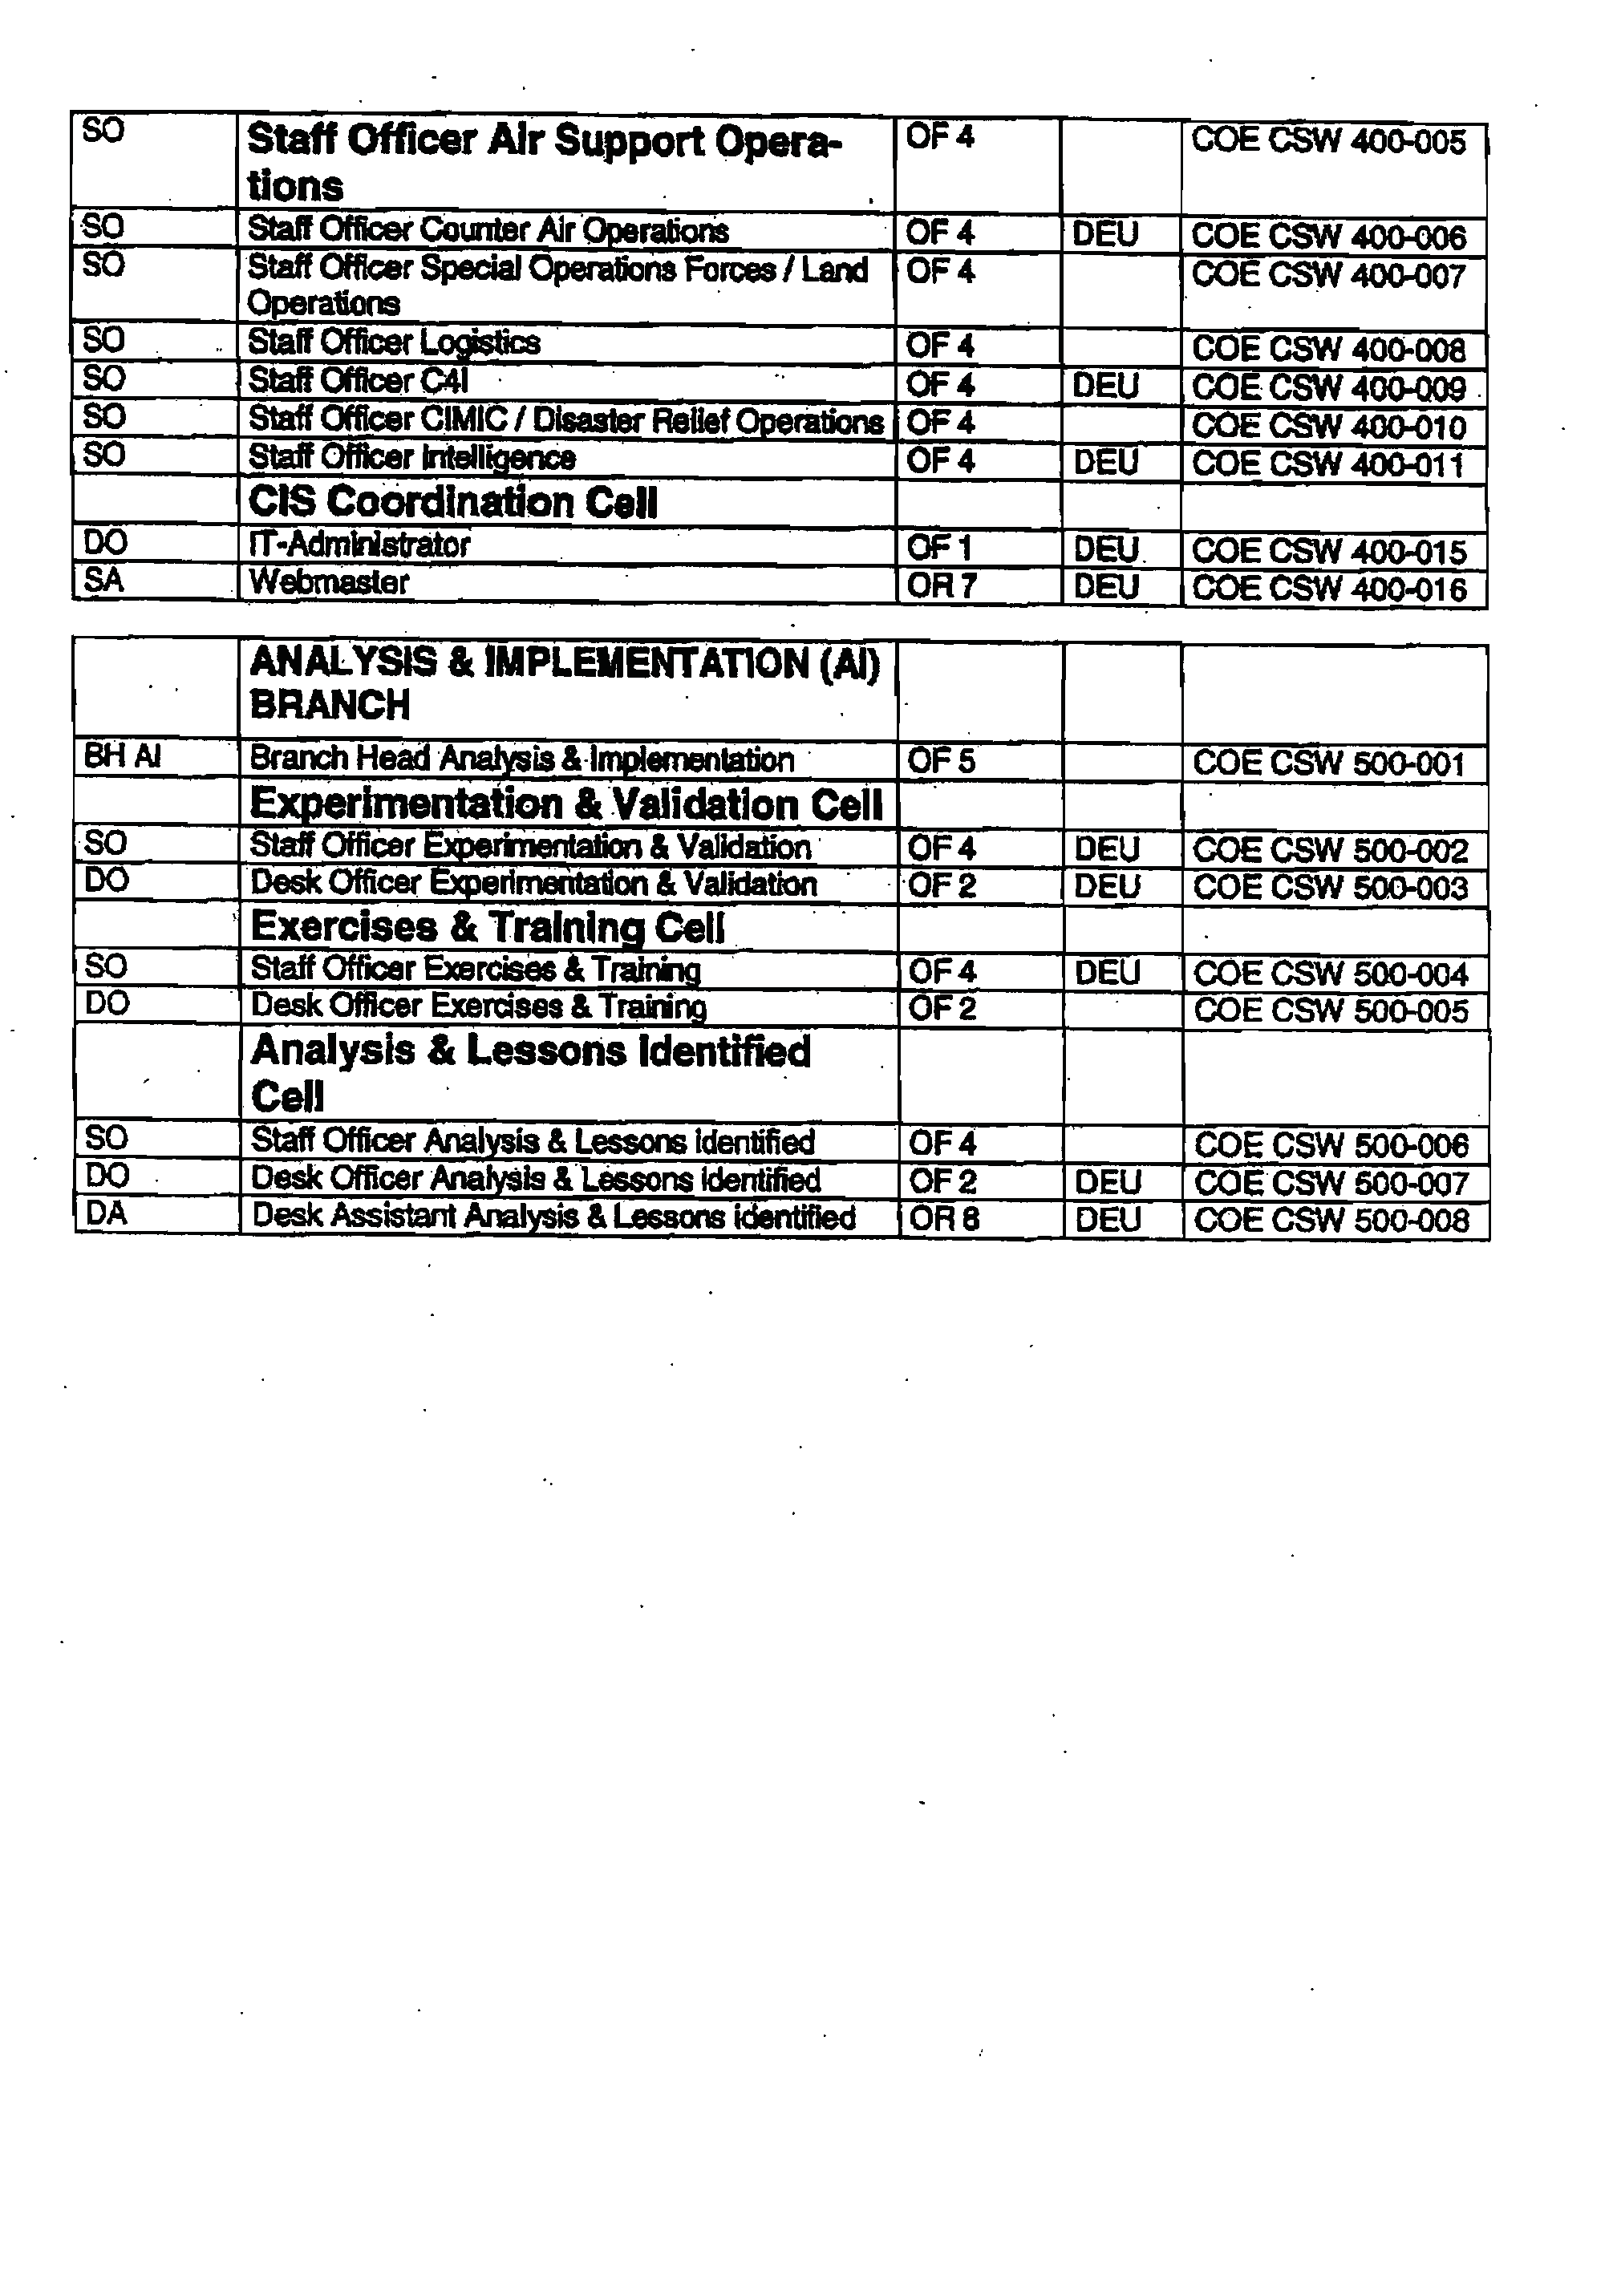 SO Staff Officer Air Support Opera- OF 4 COE CSW 400-005
tions
SO Staff Officer Counter Air Operations OF 4 DEU COE CSW 400-006
SO Staff Officer Special Operations Forces / Land OF 4 COE CSW 400-007
Operations
SO Staff Officer Logistics OF 4 COE CSW 400-008
SO Staff Officer C4I OF 4 DEU COE CSW 400-009
SO Staff Officer CIMIC / Disaster Relief Operations OF 4 COE CSW 400-010
SO Staff Officer Intelligence OF 4 DEU COE CSW 400-011
CIS Coordination Cell
DO IT-Administrator OF 1 DEU COE CSW 400-015
SA Webmaster OR 7 DEU COE CSW 400-016
ANALYSIS & IMPLEMENTATION (AI)
BRANCH
BH AI Branch Head Analysis & Implementation OF 5 COE CSW 500-001
Experimentation & Validation Cell
SO Staff Officer Experimentation & Validation OF 4 DEU COE CSW 500-002
DO Desk Officer Experimentation & Validation OF 2 DEU COE CSW 500-003
Exercises & Training Cell
SO Staff Officer Exercises & Training OF 4 DEU COE CSW 500-004
DO Desk Officer Exercises & Training OF 2 COE CSW 500-005
Analysis & Lessons Identified
Cell
SO Staff Officer Analysis & Lessons Identified OF 4 COE CSW 500-006
DO Desk Officer Analysis & Lessons Identified OF 2 DEU COE CSW 500-007
DA Desk Assistant Analysis & Lessons identified OR 8 DEU COE CSW 500-008